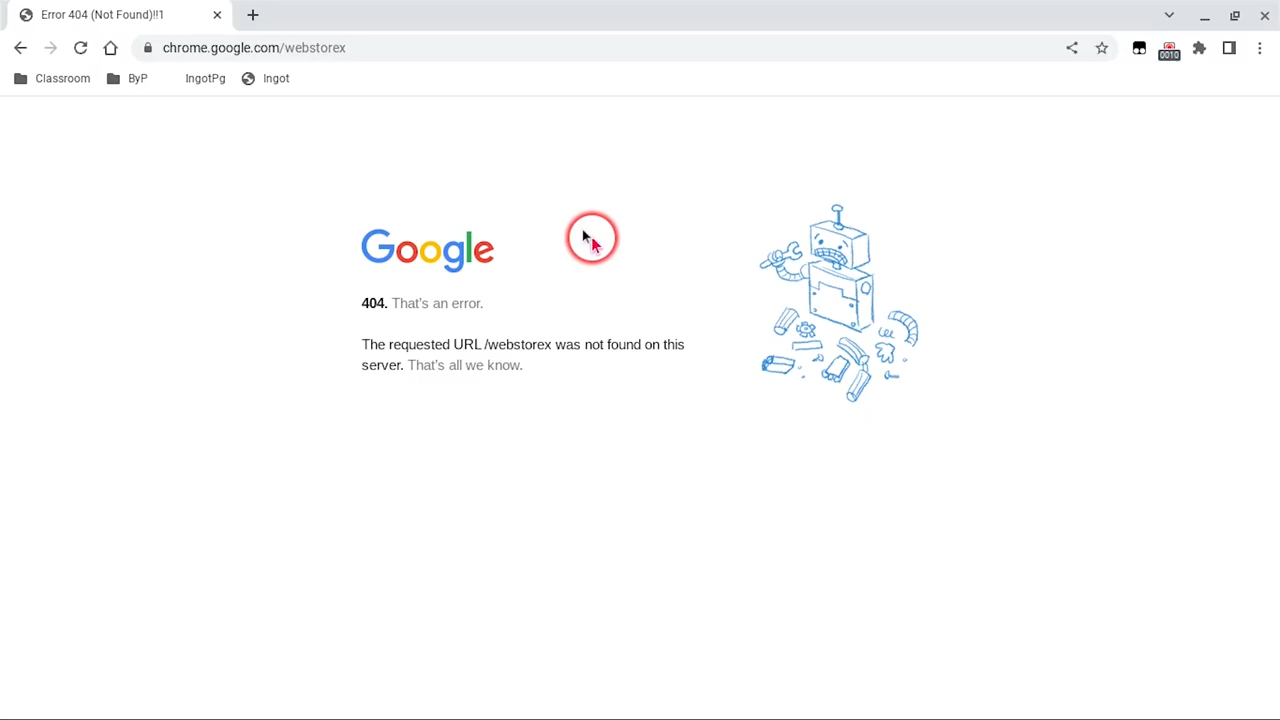 Error 404 (Not Found)!!1
chrome.google.com/webstorex
0010
Classroom ByP IngotPg Ingot
Google
404. That's an error.
The requested URL /webstorex was not found on this
server. That's all we know.